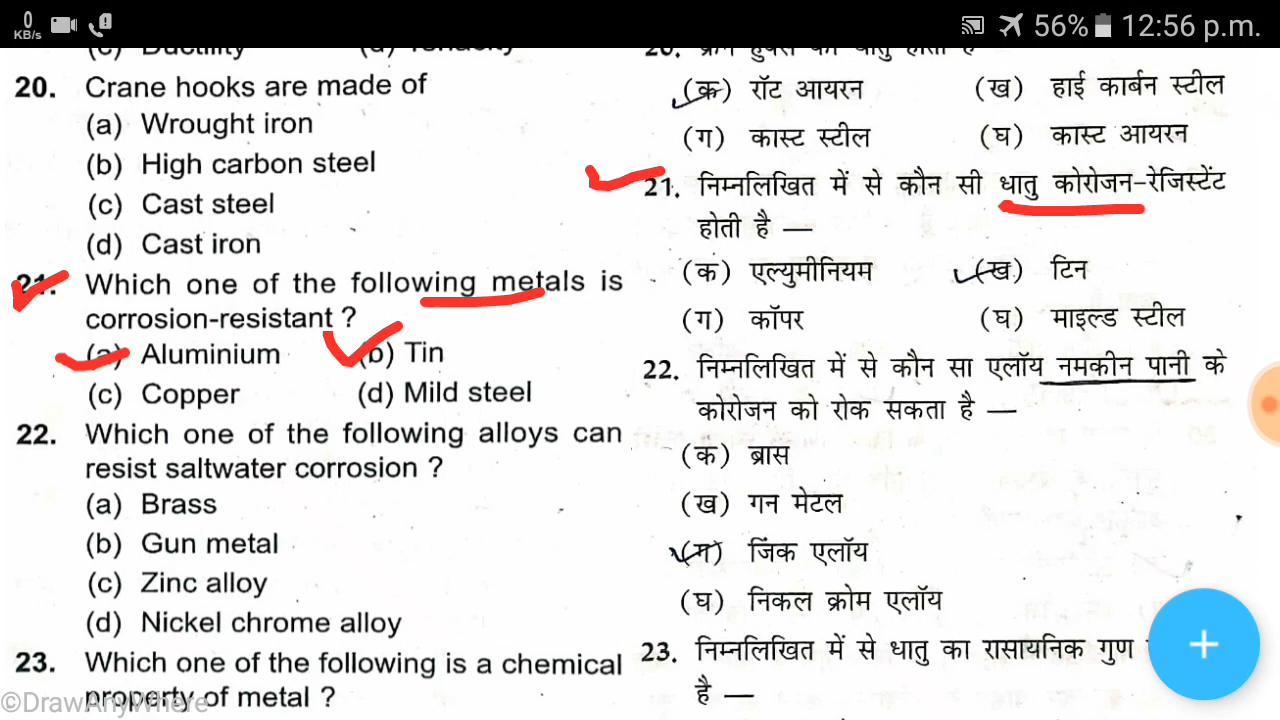 0
KB/s
56% 12:56 p.m.
(c) Ductility (d) Tenacity
20. Crane hooks are made of
(a) Wrought iron
(b) High carbon steel
(c) Cast steel
(d) Cast iron
21. Which one of the following metals is
corrosion-resistant ?
(a) Aluminium (b) Tin
(c) Copper (d) Mild steel
22. Which one of the following alloys can
resist saltwater corrosion ?
(a) Brass
(b) Gun metal
(c) Zinc alloy
(d) Nickel chrome alloy
23. Which one of the following is a chemical
property of metal ?
20. क्रेन हुक्स की धातु होती है
(क) रॉट आयरन (ख) हाई कार्बन स्टील
(ग) कास्ट स्टील (घ) कास्ट आयरन
21. निम्नलिखित में से कौन सी धातु कोरोजन-रेजिस्टेंट
होती है —
(क) एल्युमीनियम (ख) टिन
(ग) कॉपर (घ) माइल्ड स्टील
22. निम्नलिखित में से कौन सा एलॉय नमकीन पानी के
कोरोजन को रोक सकता है —
(क) ब्रास
(ख) गन मेटल
(ग) जिंक एलॉय
(घ) निकल क्रोम एलॉय
23. निम्नलिखित में से धातु का रासायनिक गुण
है —
©DrawAnyWhere